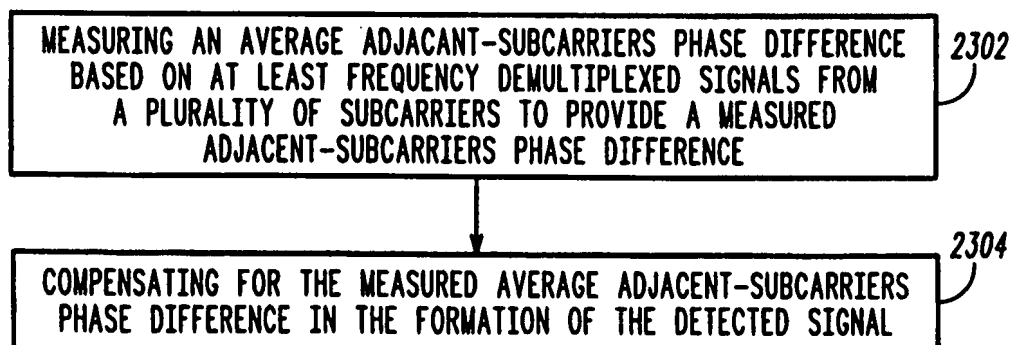 MEASURING AN AVERAGE ADJACANT-SUBCARRIERS PHASE DIFFERENCE
BASED ON AT LEAST FREQUENCY DEMULTIPLEXED SIGNALS FROM
A PLURALITY OF SUBCARRIERS TO PROVIDE A MEASURED
ADJACENT-SUBCARRIERS PHASE DIFFERENCE
2302
COMPENSATING FOR THE MEASURED AVERAGE ADJACENT-SUBCARRIERS
PHASE DIFFERENCE IN THE FORMATION OF THE DETECTED SIGNAL
2304